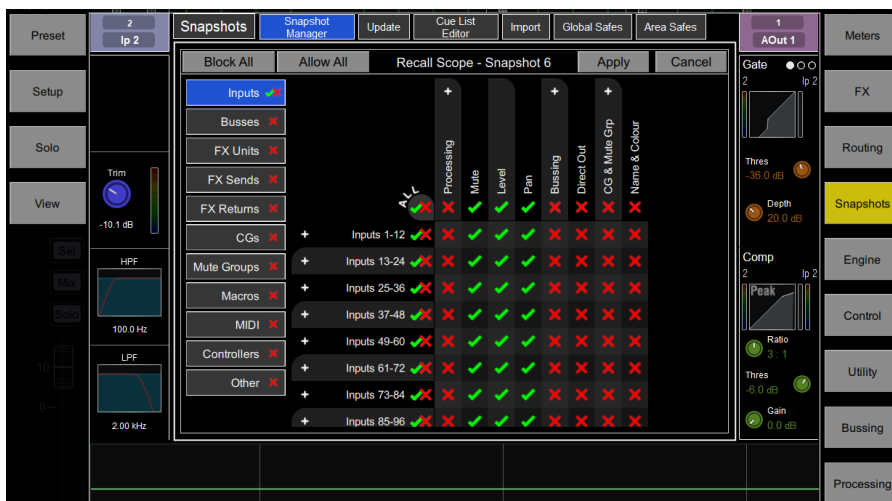 Preset
Setup
Solo
View
Sel
Mix
Solo
10
0
2
Ip 2
Trim
-10.1 dB
HPF
100.0 Hz
LPF
2.00 kHz
Snapshots
Snapshot
Manager
Update
Cue List
Editor
Import
Global Safes
Area Safes
Block All
Allow All
Recall Scope - Snapshot 6
Apply
Cancel
Inputs
Busses
FX Units
FX Sends
FX Returns
CGs
Mute Groups
Macros
MIDI
Controllers
Other
+
+
+
ALL
Processing
Mute
Level
Pan
Bussing
Direct Out
CG & Mute Grp
Name & Colour
+ Inputs 1-12
+ Inputs 13-24
+ Inputs 25-36
+ Inputs 37-48
+ Inputs 49-60
+ Inputs 61-72
+ Inputs 73-84
+ Inputs 85-96
1
AOut 1
Gate
2 Ip 2
Thres
-36.0 dB
Depth
20.0 dB
Comp
2 Ip 2
Peak
Ratio
3 : 1
Thres
-6.0 dB
Gain
0.0 dB
Meters
FX
Routing
Snapshots
Engine
Control
Utility
Bussing
Processing